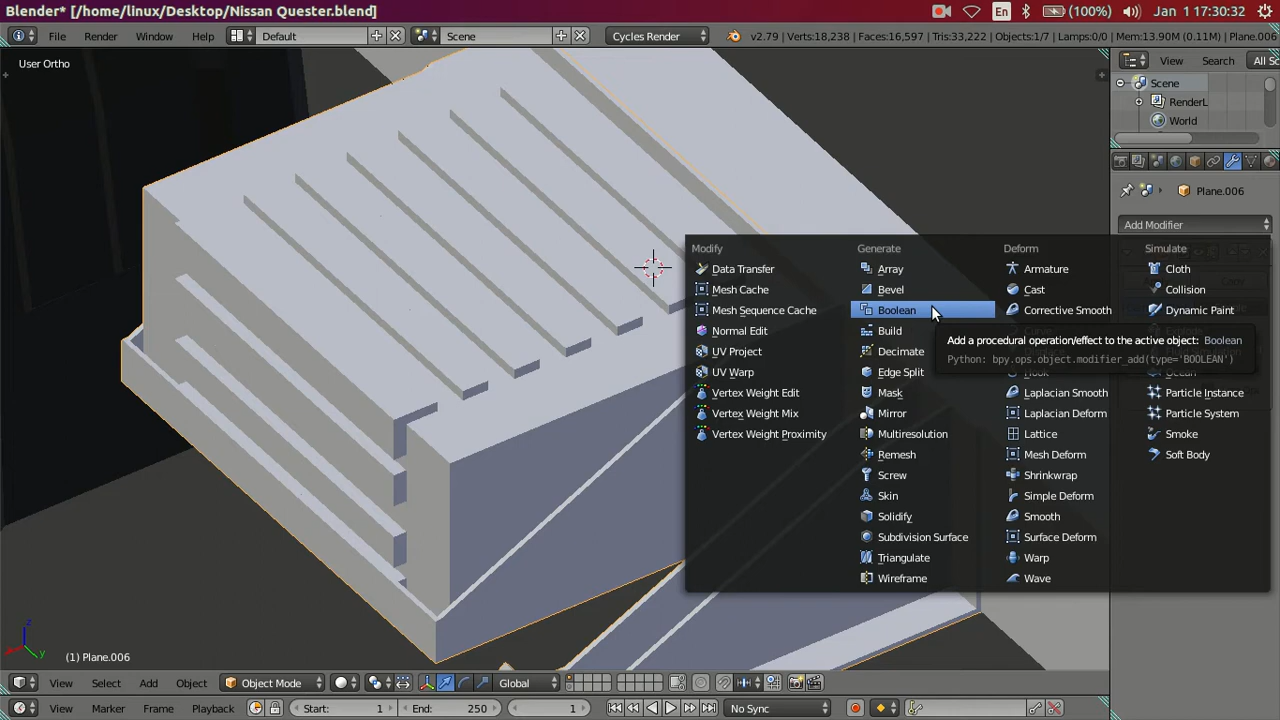 Blender* [/home/linux/Desktop/Nissan Quester.blend]
En
(100%)
Jan 1 17:30:32
File Render Window Help
Default
Scene
Cycles Render
v2.79 | Verts:18,238 | Faces:16,597 | Tris:33,222 | Objects:1/7 | Lamps:0/0 | Mem:13.90M (0.11M) | Plane.006
User Ortho
View Search All Sc
Scene
RenderL
World
Plane.006
Add Modifier
Modify Generate Deform Simulate
Data Transfer Array Armature Cloth
Mesh Cache Bevel Cast Collision
Mesh Sequence Cache Boolean Corrective Smooth Dynamic Paint
Normal Edit Build
Add a procedural operation/effect to the active object: Boolean
UV Project Decimate
Python: bpy.ops.object.modifier_add(type='BOOLEAN')
UV Warp Edge Split Hook Ocean
Vertex Weight Edit Mask Laplacian Smooth Particle Instance
Vertex Weight Mix Mirror Laplacian Deform Particle System
Vertex Weight Proximity Multiresolution Lattice Smoke
Remesh Mesh Deform Soft Body
Screw Shrinkwrap
Skin Simple Deform
Solidify Smooth
Subdivision Surface Surface Deform
Triangulate Warp
Wireframe Wave
z
y
(1) Plane.006
View Select Add Object Object Mode Global
View Marker Frame Playback Start: 1 End: 250 1 No Sync